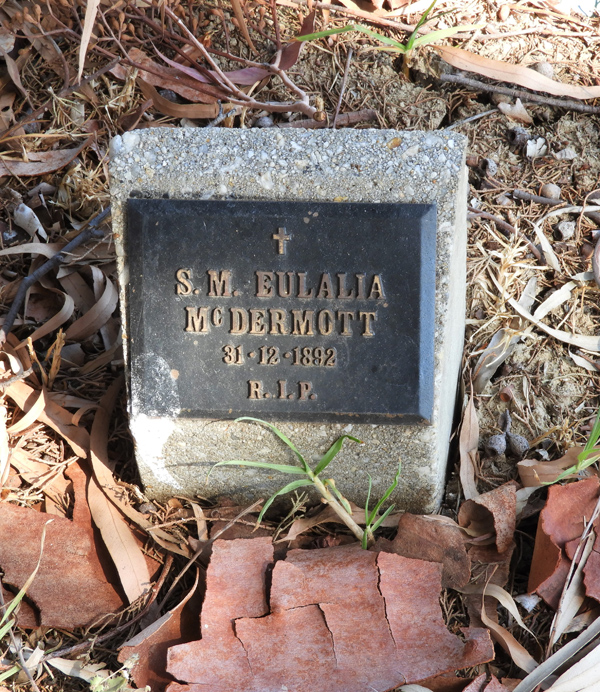 S. M. EULALIA
McDERMOTT
31·12·1892
R.I.P.